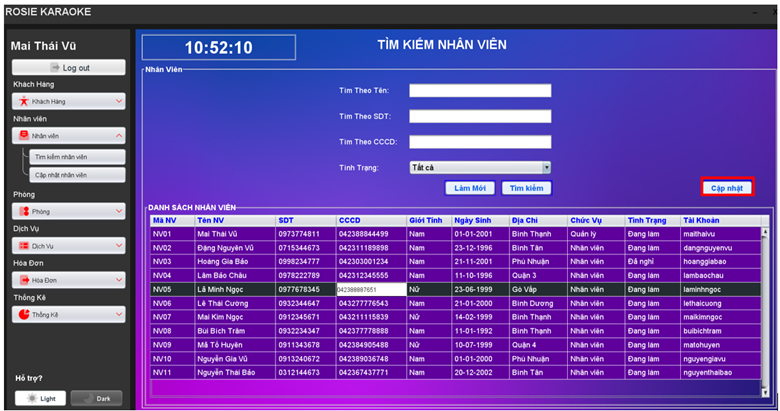 ROSIE KARAOKE
Mai Thái Vũ
Log out
Khách Hàng
Khách Hàng
Nhân viên
Nhân viên
Tìm kiếm nhân viên
Cập nhật nhân viên
Phòng
Phòng
Dịch Vụ
Dịch Vụ
Hóa Đơn
Hóa Đơn
Thống Kê
Thống Kê
Hỗ trợ?
Light Dark
10:52:10 TÌM KIẾM NHÂN VIÊN
Nhân Viên
Tìm Theo Tên:
Tìm Theo SDT:
Tìm Theo CCCD:
Tình Trạng: Tất cả
Làm Mới Tìm kiếm Cập nhật
DANH SÁCH NHÂN VIÊN
Mã NV Tên NV SDT CCCD Giới Tính Ngày Sinh Địa Chỉ Chức Vụ Tình Trạng Tài Khoản
NV01 Mai Thái Vũ 0973774811 042388844499 Nam 01-01-2001 Bình Thạnh Quản lý Đang làm maithaivu
NV02 Đặng Nguyên Vũ 0715344673 042311189898 Nam 23-12-1996 Bình Tân Nhân viên Đang làm dangnguyenvu
NV03 Hoàng Gia Bảo 0998234777 042303001234 Nam 21-11-2001 Phú Nhuận Nhân viên Đã nghỉ hoanggiabao
NV04 Lâm Bảo Châu 0978222789 042312345555 Nam 11-10-1996 Quận 3 Nhân viên Đang làm lambaochau
NV05 Lã Minh Ngọc 0977678345 042388887651 Nữ 23-06-1999 Gò Vấp Nhân viên Đang làm laminhngoc
NV06 Lê Thái Cường 0932344647 043277776543 Nam 21-01-2000 Bình Dương Nhân viên Đang làm lethaicuong
NV07 Mai Kim Ngọc 0912345671 043211115839 Nữ 14-02-1999 Bình Thạnh Nhân viên Đang làm maikimngoc
NV08 Bùi Bích Trâm 0932234347 042377778888 Nam 11-01-1992 Bình Thạnh Nhân viên Đang làm buibichtram
NV09 Mã Tố Huyên 0911343678 042384905488 Nữ 10-07-1999 Quận 4 Nhân viên Đang làm matohuyen
NV10 Nguyễn Gia Vũ 0913240672 042389036748 Nam 01-01-2000 Phú Nhuận Nhân viên Đang làm nguyengiavu
NV11 Nguyễn Thái Bảo 0312144673 042367437771 Nam 20-12-2002 Bình Tân Nhân viên Đang làm nguyenthaibao